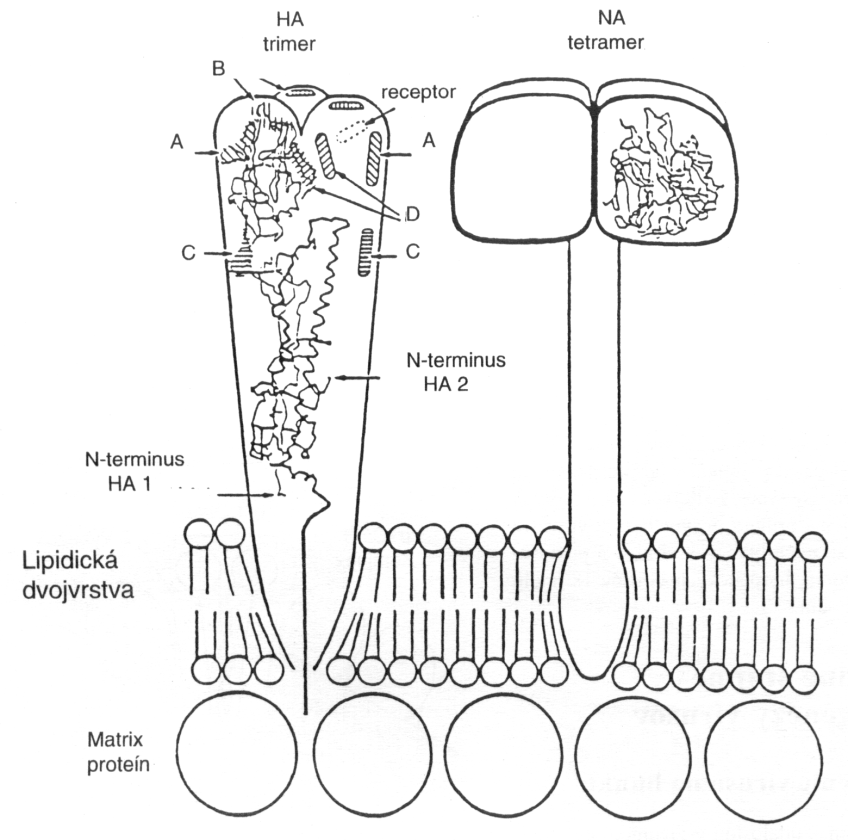 HA
trimer
NA
tetramer
B
receptor
A
A
D
C
C
N-terminus
HA 2
N-terminus
HA 1
Lipidická
dvojvrstva
Matrix
proteín